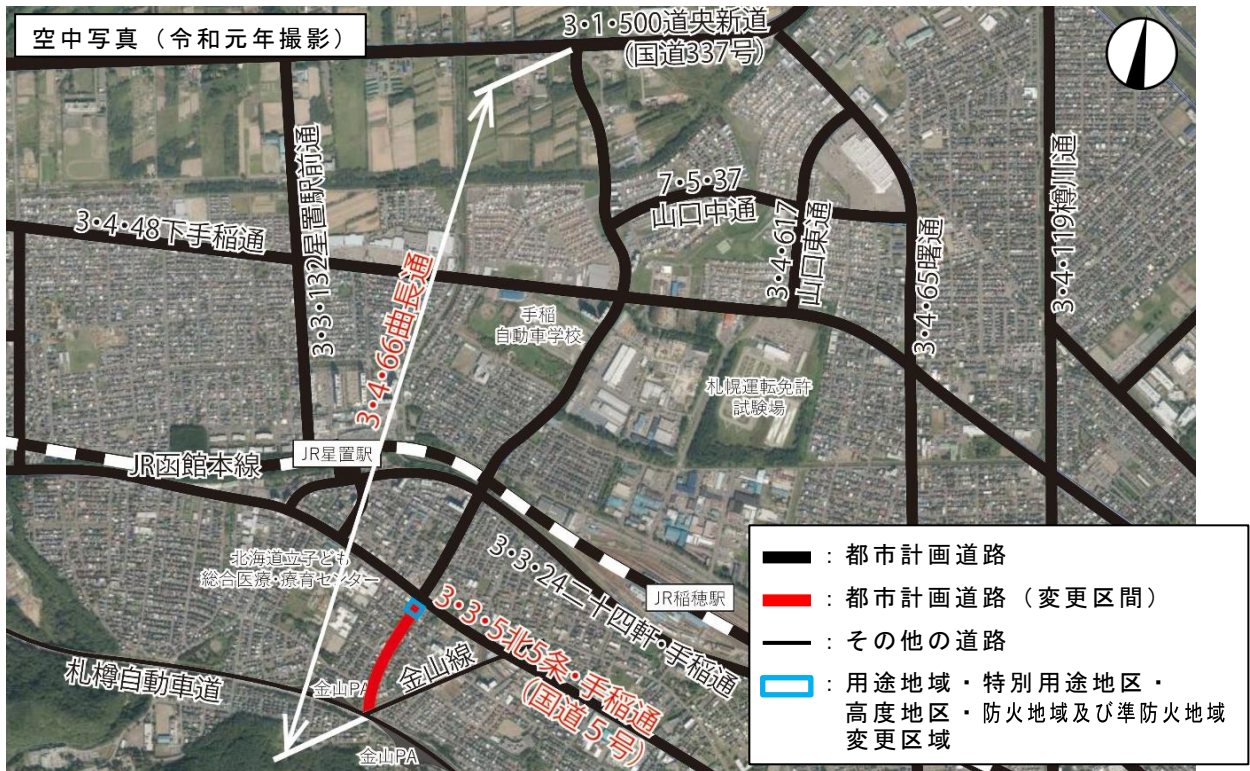 空中写真（令和元年撮影）
3・1・500道央新道
（国道337号）
3・3・132星置駅前通
7・5・37
山口中通
3・4・48下手稲通
3・4・66曲長通
3・4・617
山口東通
3・4・65曙通
3・4・119樽川通
手稲
自動車学校
札幌運転免許
試験場
JR星置駅
JR函館本線
北海道立子ども
総合医療・療育センター
3・3・24二十四軒・手稲通
JR稲穂駅
3・3・5北5条・手稲通
（国道５号）
金山線
札樽自動車道
金山PA
金山PA
：都市計画道路
：都市計画道路（変更区間）
：その他の道路
：用途地域・特別用途地区・
高度地区・防火地域及び準防火地域
変更区域